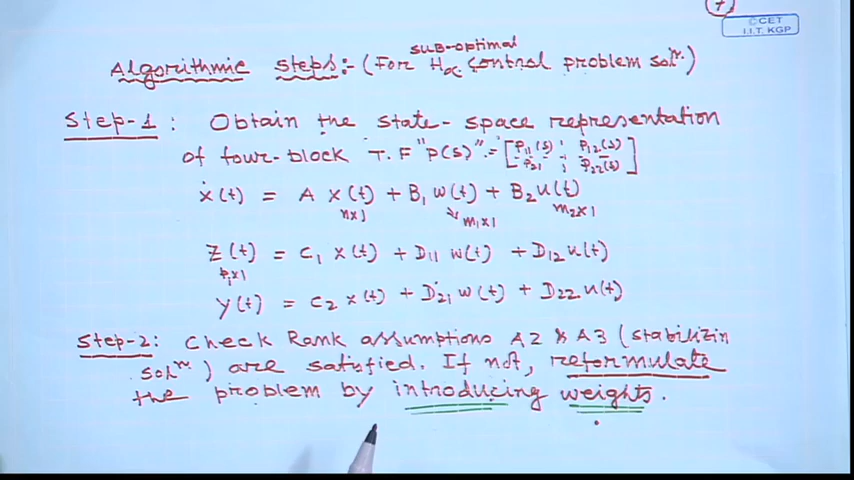 7
© CET
I.I.T. KGP
SUB-optimal
Algorithmic steps:- (For H∞ control problem solⁿ.)
Step-1 : Obtain the state-space representation
of four-block T.F "P(s)" = [P11(s) P12(s)
P21 P22(s)]
ẋ(t) = A x(t) + B1 w(t) + B2 u(t)
n×1 m1×1 m2×1
Z(t) = C1 x(t) + D11 w(t) + D12 u(t)
p1×1
y(t) = C2 x(t) + D21 w(t) + D22 u(t)
Step-2: Check Rank assumptions A2 & A3 (stabilizin
solⁿ) are satisfied. If not, reformulate
the problem by introducing weights.